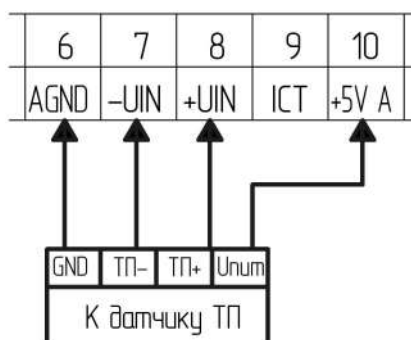 6 7 8 9 10
AGND -UIN +UIN ICT +5V A
GND ТП- ТП+ Uпит
К датчику ТП